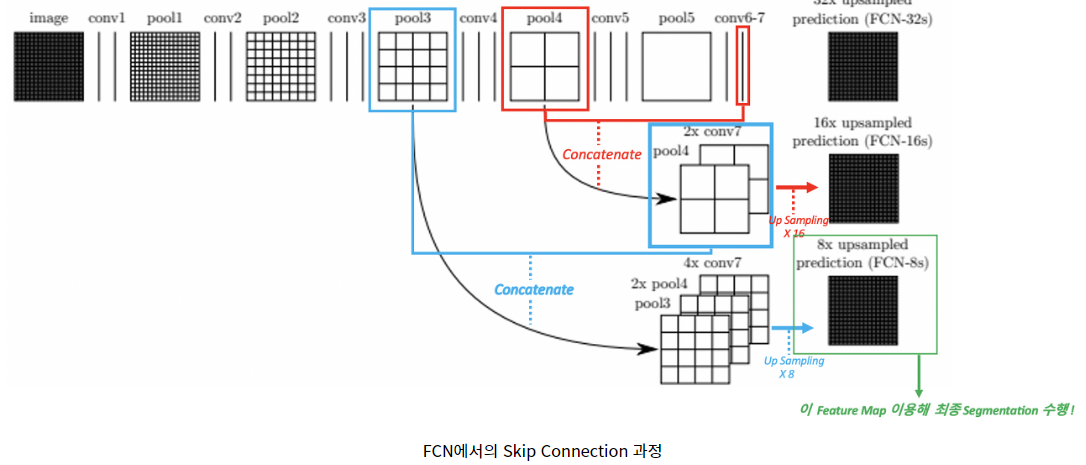 image conv1 pool1 conv2 pool2 conv3 pool3 conv4 pool4 conv5 pool5 conv6-7
32x upsampled
prediction (FCN-32s)
16x upsampled
prediction (FCN-16s)
2x conv7
pool4
Concatenate
Up Sampling
X 16
8x upsampled
prediction (FCN-8s)
4x conv7
2x pool4
pool3
Concatenate
Up Sampling
X 8
이 Feature Map 이용해 최종 Segmentation 수행!
FCN에서의 Skip Connection 과정